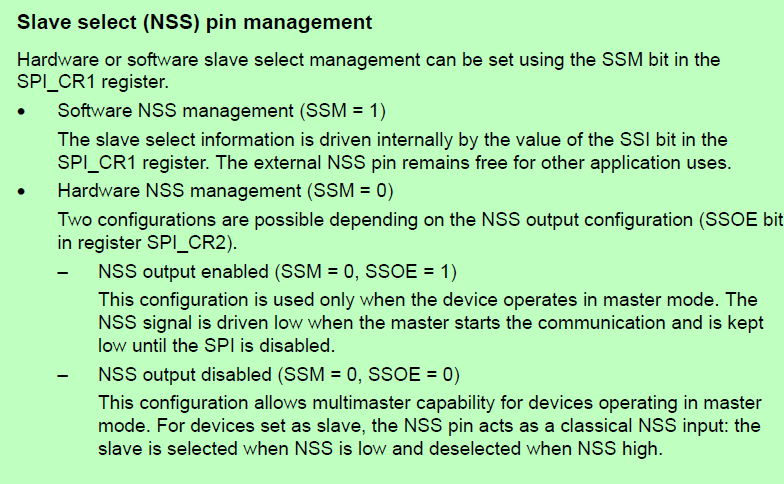 Slave select (NSS) pin management
Hardware or software slave select management can be set using the SSM bit in the
SPI_CR1 register.
• Software NSS management (SSM = 1)
The slave select information is driven internally by the value of the SSI bit in the
SPI_CR1 register. The external NSS pin remains free for other application uses.
• Hardware NSS management (SSM = 0)
Two configurations are possible depending on the NSS output configuration (SSOE bit
in register SPI_CR2).
– NSS output enabled (SSM = 0, SSOE = 1)
This configuration is used only when the device operates in master mode. The
NSS signal is driven low when the master starts the communication and is kept
low until the SPI is disabled.
– NSS output disabled (SSM = 0, SSOE = 0)
This configuration allows multimaster capability for devices operating in master
mode. For devices set as slave, the NSS pin acts as a classical NSS input: the
slave is selected when NSS is low and deselected when NSS high.